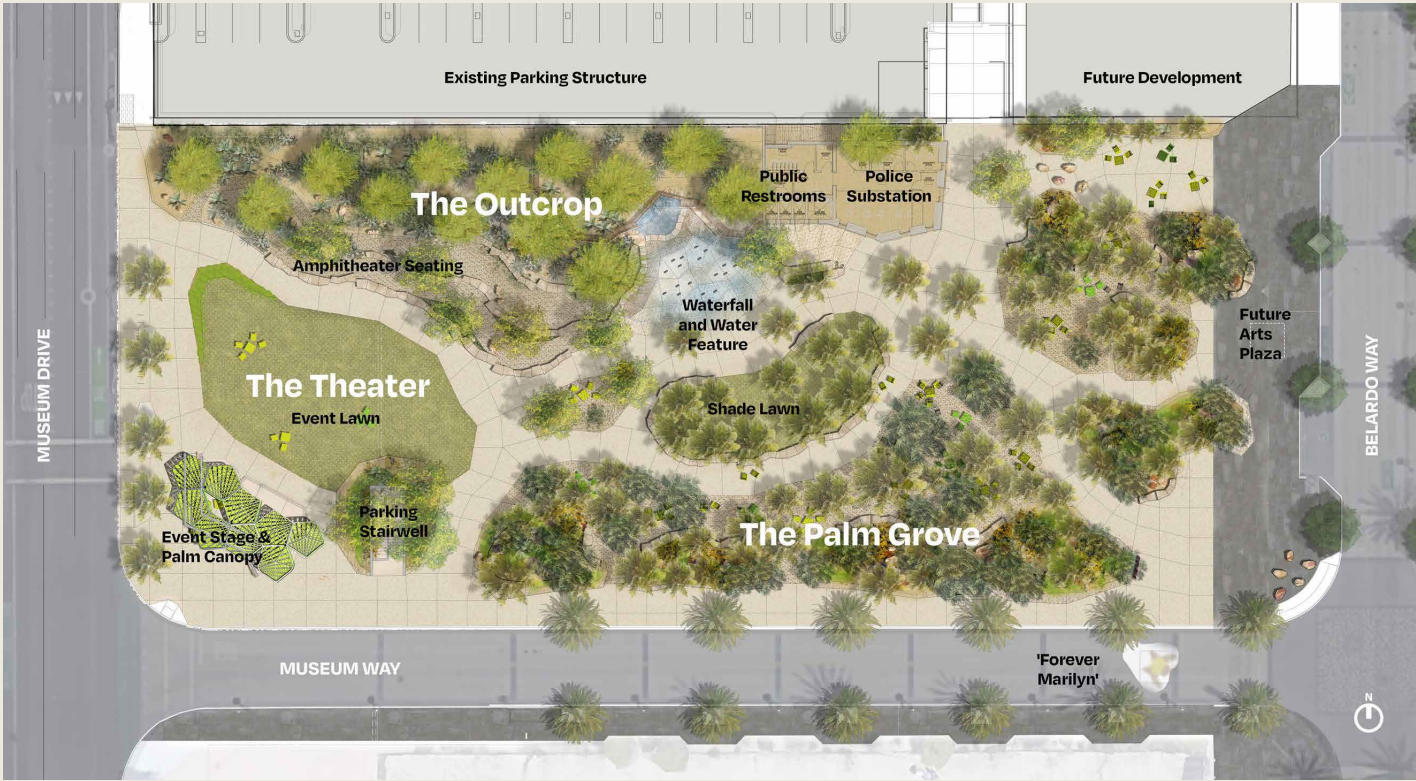 Existing Parking Structure
Future Development
Public
Restrooms
Police
Substation
The Outcrop
Amphitheater Seating
Waterfall
and Water
Feature
Future
Arts
Plaza
MUSEUM DRIVE
BELARDO WAY
The Theater
Event Lawn
Shade Lawn
Parking
Stairwell
Event Stage &
Palm Canopy
The Palm Grove
MUSEUM WAY
'Forever
Marilyn'
N